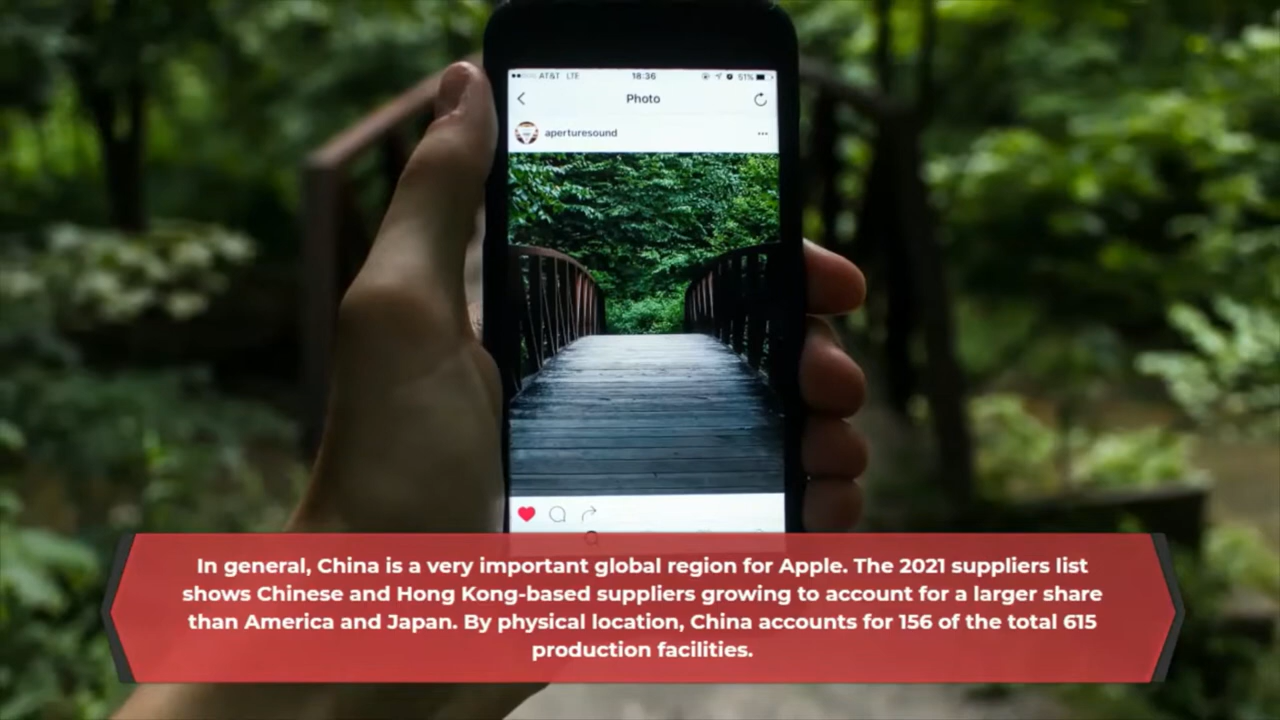 AT&T LTE 18:36 51%
Photo
aperturesound
In general, China is a very important global region for Apple. The 2021 suppliers list
shows Chinese and Hong Kong-based suppliers growing to account for a larger share
than America and Japan. By physical location, China accounts for 156 of the total 615
production facilities.